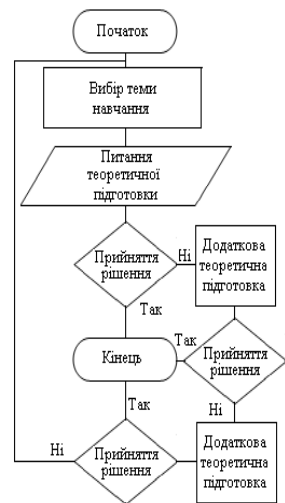 Початок
Вибір теми
навчання
Питання
теоретичної
підготовки
Прийняття
рішення
Ні
Додаткова
теоретична
підготовка
Так
Кінець
Так
Прийняття
рішення
Так
Ні
Ні
Прийняття
рішення
Додаткова
теоретична
підготовка